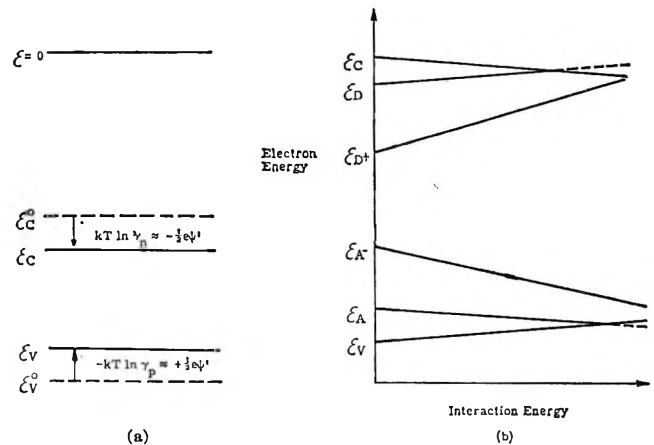 ℰ=0
ℰC°
kT ln γn ≈ -½eψ'
ℰC
ℰV
-kT ln γp ≈ +½eψ'
ℰV°
(a)
ℰC
ℰD
Electron
Energy
ℰD+
ℰA-
ℰA
ℰV
Interaction Energy
(b)